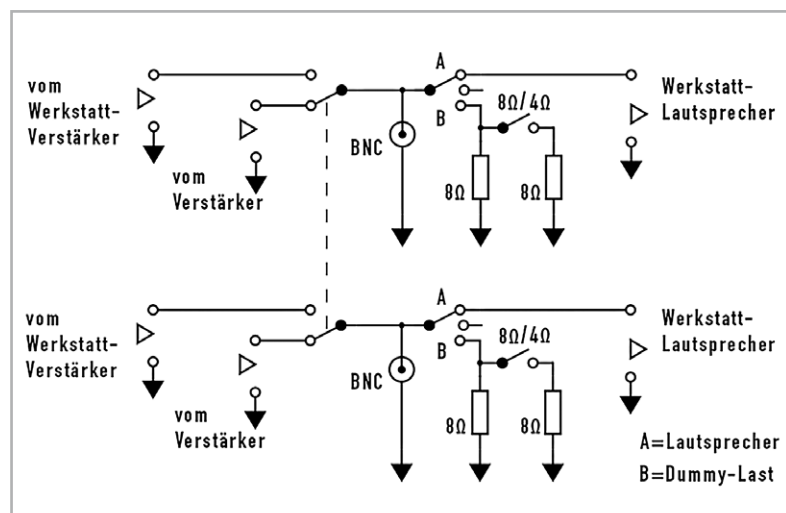 vom
Werkstatt-
Verstärker
vom
Verstärker
BNC
A
B
8Ω/4Ω
8Ω
8Ω
Werkstatt-
Lautsprecher
vom
Werkstatt-
Verstärker
vom
Verstärker
BNC
A
B
8Ω/4Ω
8Ω
8Ω
Werkstatt-
Lautsprecher
A=Lautsprecher
B=Dummy-Last